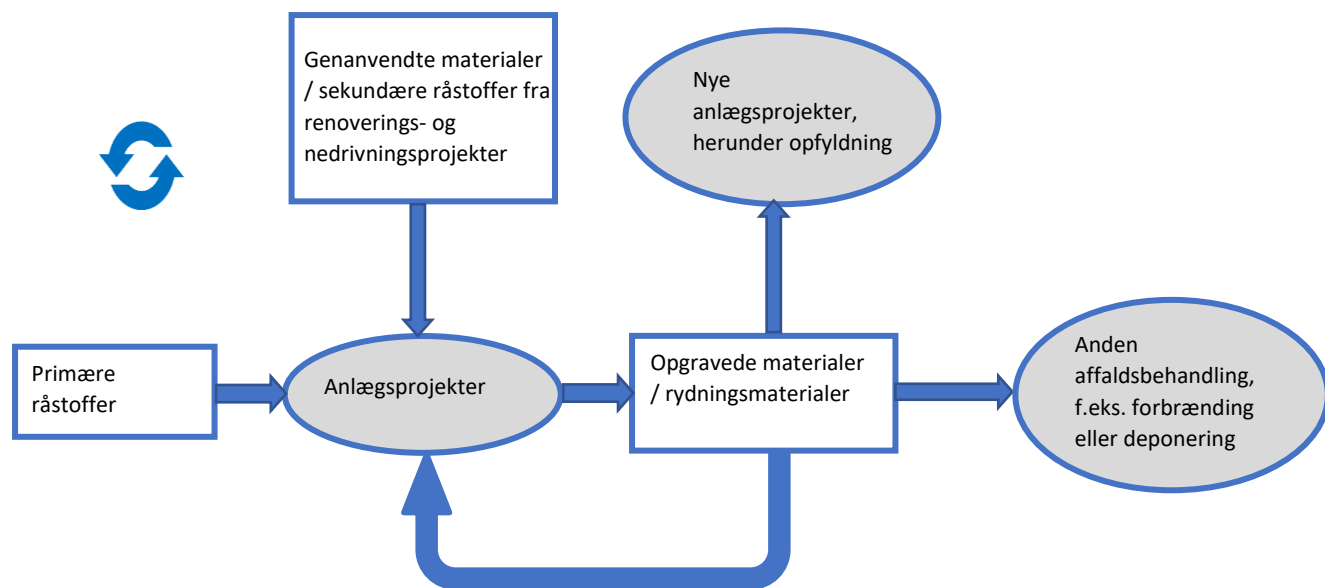 Genanvendte materialer
/ sekundære råstoffer fra
renoverings- og
nedrivningsprojekter
Nye
anlægsprojekter,
herunder opfyldning
Primære
råstoffer
Anlægsprojekter
Opgravede materialer
/ rydningsmaterialer
Anden
affaldsbehandling,
f.eks. forbrænding
eller deponering